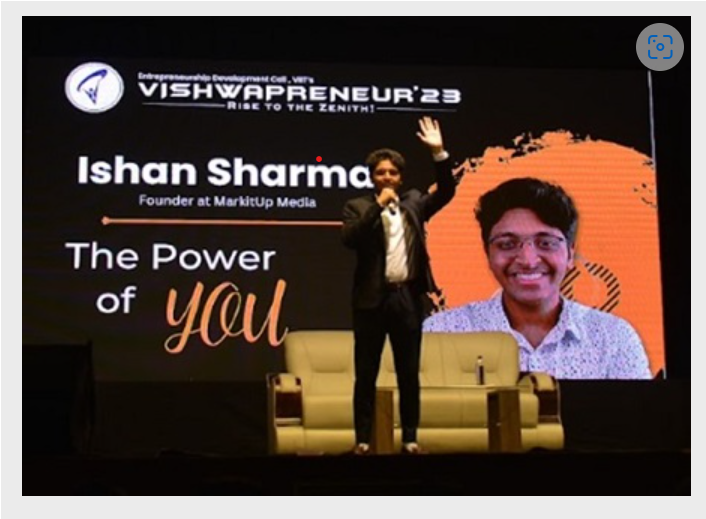 Entrepreneurship Development Cell , VIIT's
VISHWAPRENEUR'23
RISE TO THE ZENITH!
Ishan Sharma
Founder at MarkitUp Media
The Power
of YOU